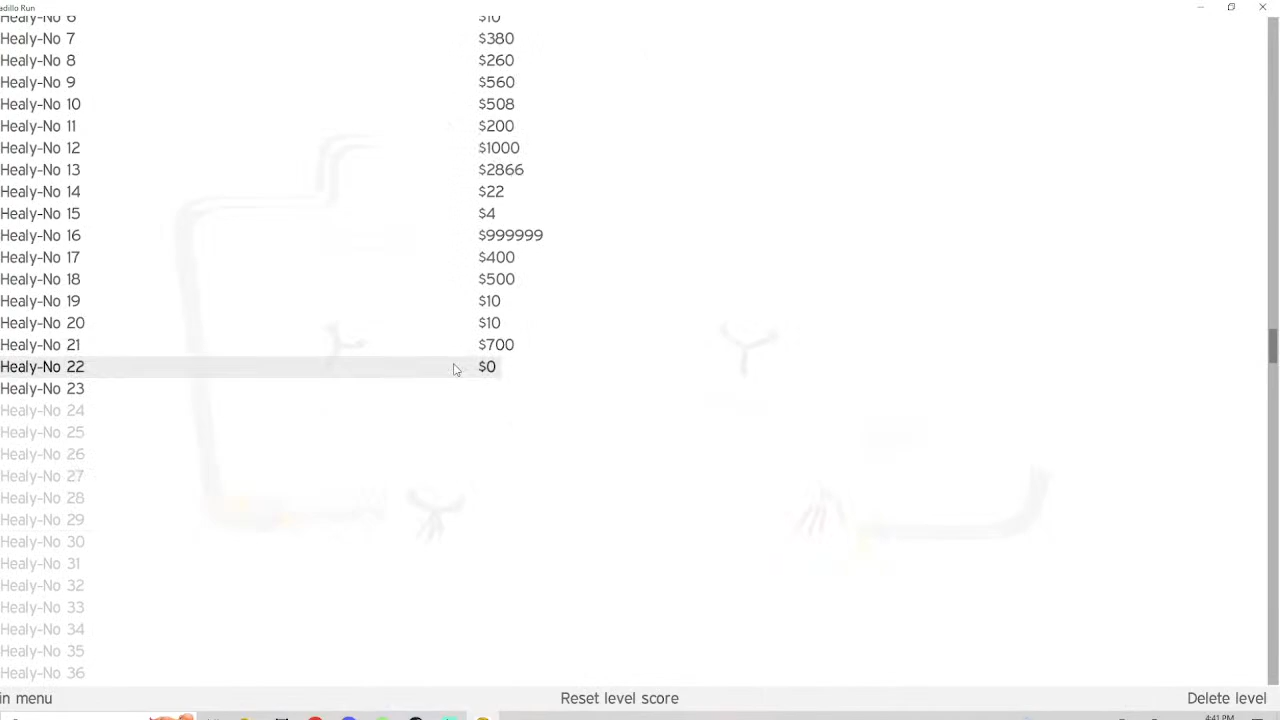 adillo Run
Healy-No 6 $10
Healy-No 7 $380
Healy-No 8 $260
Healy-No 9 $560
Healy-No 10 $508
Healy-No 11 $200
Healy-No 12 $1000
Healy-No 13 $2866
Healy-No 14 $22
Healy-No 15 $4
Healy-No 16 $999999
Healy-No 17 $400
Healy-No 18 $500
Healy-No 19 $10
Healy-No 20 $10
Healy-No 21 $700
Healy-No 22 $0
Healy-No 23
Healy-No 24
Healy-No 25
Healy-No 26
Healy-No 27
Healy-No 28
Healy-No 29
Healy-No 30
Healy-No 31
Healy-No 32
Healy-No 33
Healy-No 34
Healy-No 35
Healy-No 36
in menu Reset level score Delete level
4:41 PM